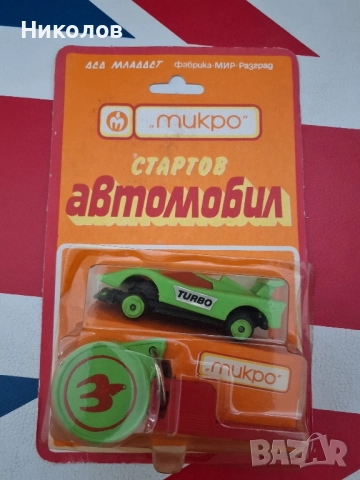 Николов
ДСО МЛАДОСТ фабрика-МИР-Разград
„микро"
СТАРТОВ
автомобил
TURBO
„микро"
BAZAR